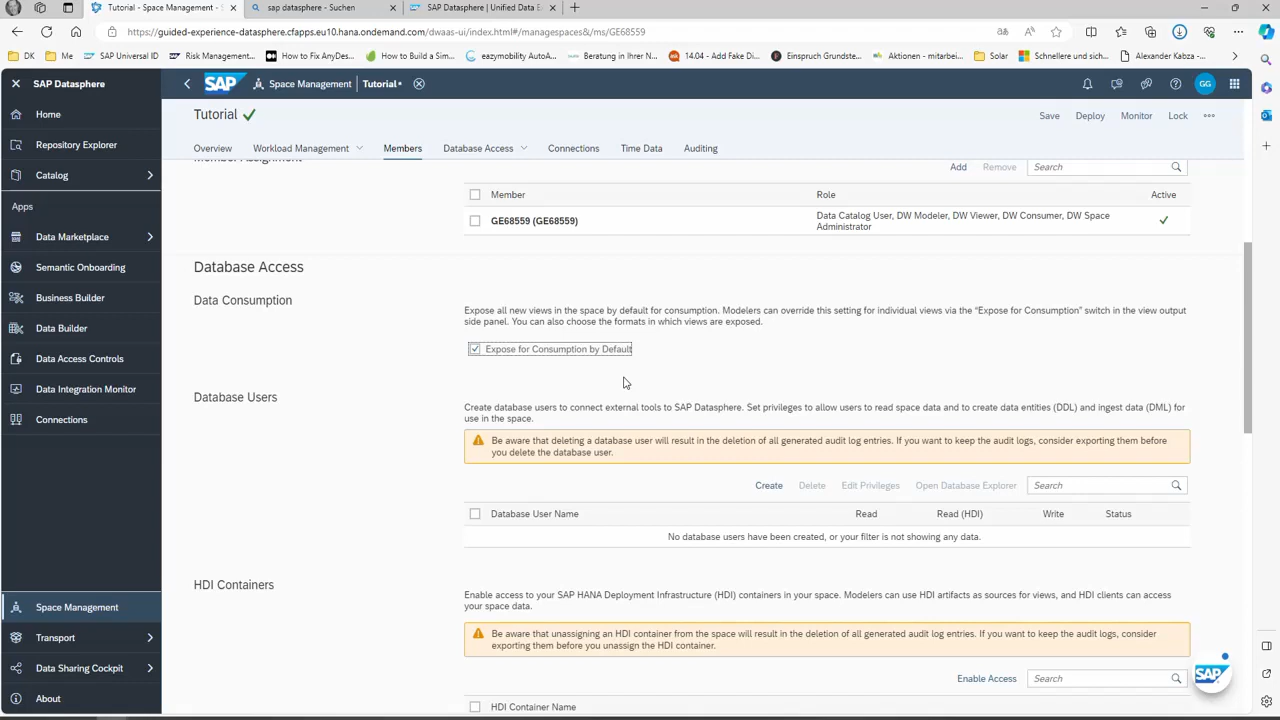 Tutorial - Space Management -
sap datasphere - Suchen
SAP Datasphere | Unified Data E
https://guided-experience-datasphere.cfapps.eu10.hana.ondemand.com/dwaas-ui/index.html#/managespaces&/ms/GE68559
DK
SAP Universal ID
Risk Management...
How to Fix AnyDes...
How to Build a Sim...
eazymobility AutoA...
Beratung in Ihrer N...
14.04 - Add Fake Di...
Einspruch Grundste...
Aktionen - mitarbei...
Solar
Schnellere und sich...
Alexander Kabza –...
SAP Datasphere
SAP
Space Management
Tutorial*
GG
Home
Repository Explorer
Catalog
Apps
Data Marketplace
Semantic Onboarding
Business Builder
Data Builder
Data Access Controls
Data Integration Monitor
Connections
Space Management
Transport
Data Sharing Cockpit
About
Tutorial
Save
Deploy
Monitor
Lock
Overview
Workload Management
Members
Database Access
Connections
Time Data
Auditing
Member Assignment
Add
Remove
Search
Member
Role
Active
GE68559 (GE68559)
Data Catalog User, DW Modeler, DW Viewer, DW Consumer, DW Space
Administrator
Database Access
Data Consumption
Expose all new views in the space by default for consumption. Modelers can override this setting for individual views via the “Expose for Consumption” switch in the view output
side panel. You can also choose the formats in which views are exposed.
Expose for Consumption by Default
Database Users
Create database users to connect external tools to SAP Datasphere. Set privileges to allow users to read space data and to create data entities (DDL) and ingest data (DML) for
use in the space.
Be aware that deleting a database user will result in the deletion of all generated audit log entries. If you want to keep the audit logs, consider exporting them before
you delete the database user.
Create
Delete
Edit Privileges
Open Database Explorer
Search
Database User Name
Read
Read (HDI)
Write
Status
No database users have been created, or your filter is not showing any data.
HDI Containers
Enable access to your SAP HANA Deployment Infrastructure (HDI) containers in your space. Modelers can use HDI artifacts as sources for views, and HDI clients can access
your space data.
Be aware that unassigning an HDI container from the space will result in the deletion of all generated audit log entries. If you want to keep the audit logs, consider
exporting them before you unassign the HDI container.
Enable Access
Search
SAP
HDI Container Name